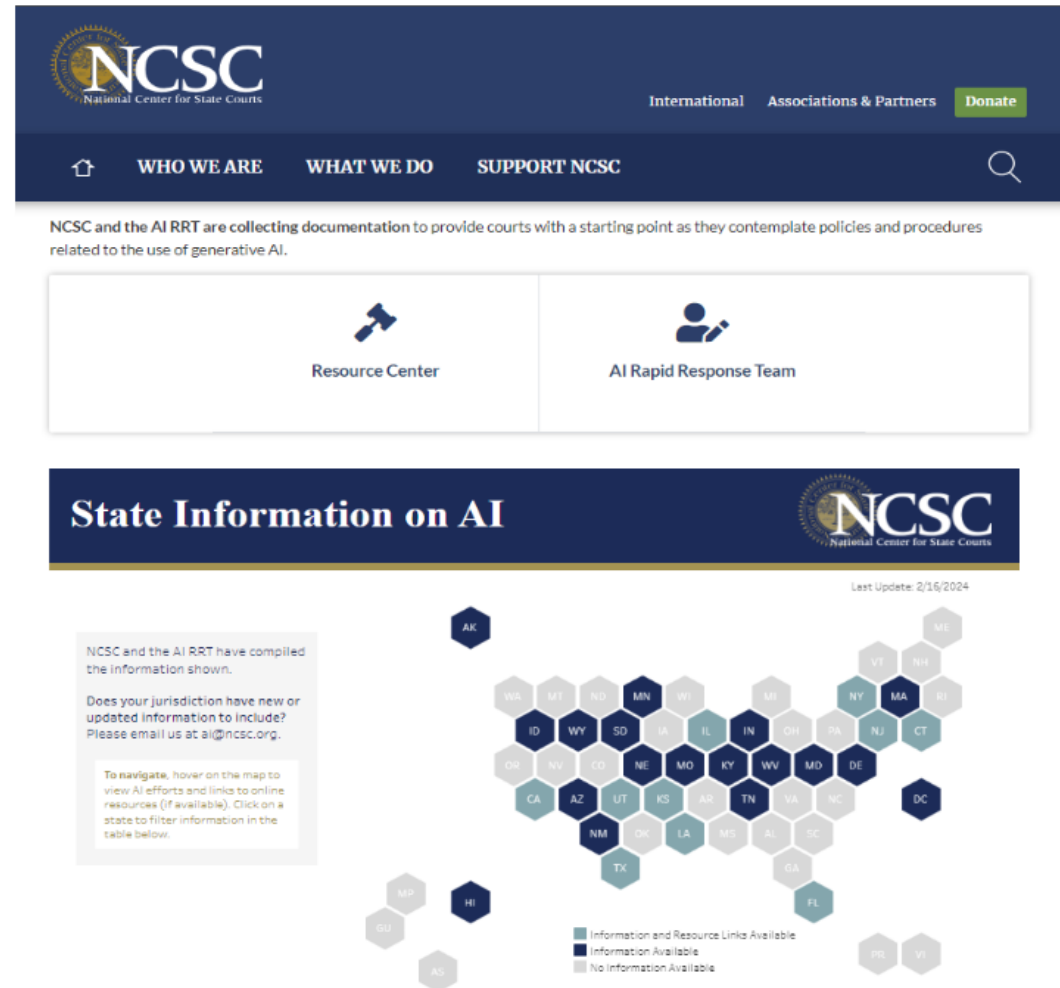 NCSC
National Center for State Courts
International Associations & Partners Donate
WHO WE ARE WHAT WE DO SUPPORT NCSC
NCSC and the AI RRT are collecting documentation to provide courts with a starting point as they contemplate policies and procedures
related to the use of generative AI.
Resource Center AI Rapid Response Team
State Information on AI
NCSC
National Center for State Courts
Last Update: 2/16/2024
NCSC and the AI RRT have compiled
the information shown.
Does your jurisdiction have new or
updated information to include?
Please email us at ai@ncsc.org.
To navigate, hover on the map to
view AI efforts and links to online
resources (if available). Click on a
state to filter information in the
table below.
AK ME
VT NH
WA MT ND MN WI MI NY MA RI
ID WY SD IA IL IN OH PA NJ CT
OR NV CO NE MO KY WV MD DE
CA AZ UT KS AR TN VA NC DC
NM OK LA MS AL SC
TX GA
MP HI FL
GU
Information and Resource Links Available
Information Available
No Information Available
PR VI
AS